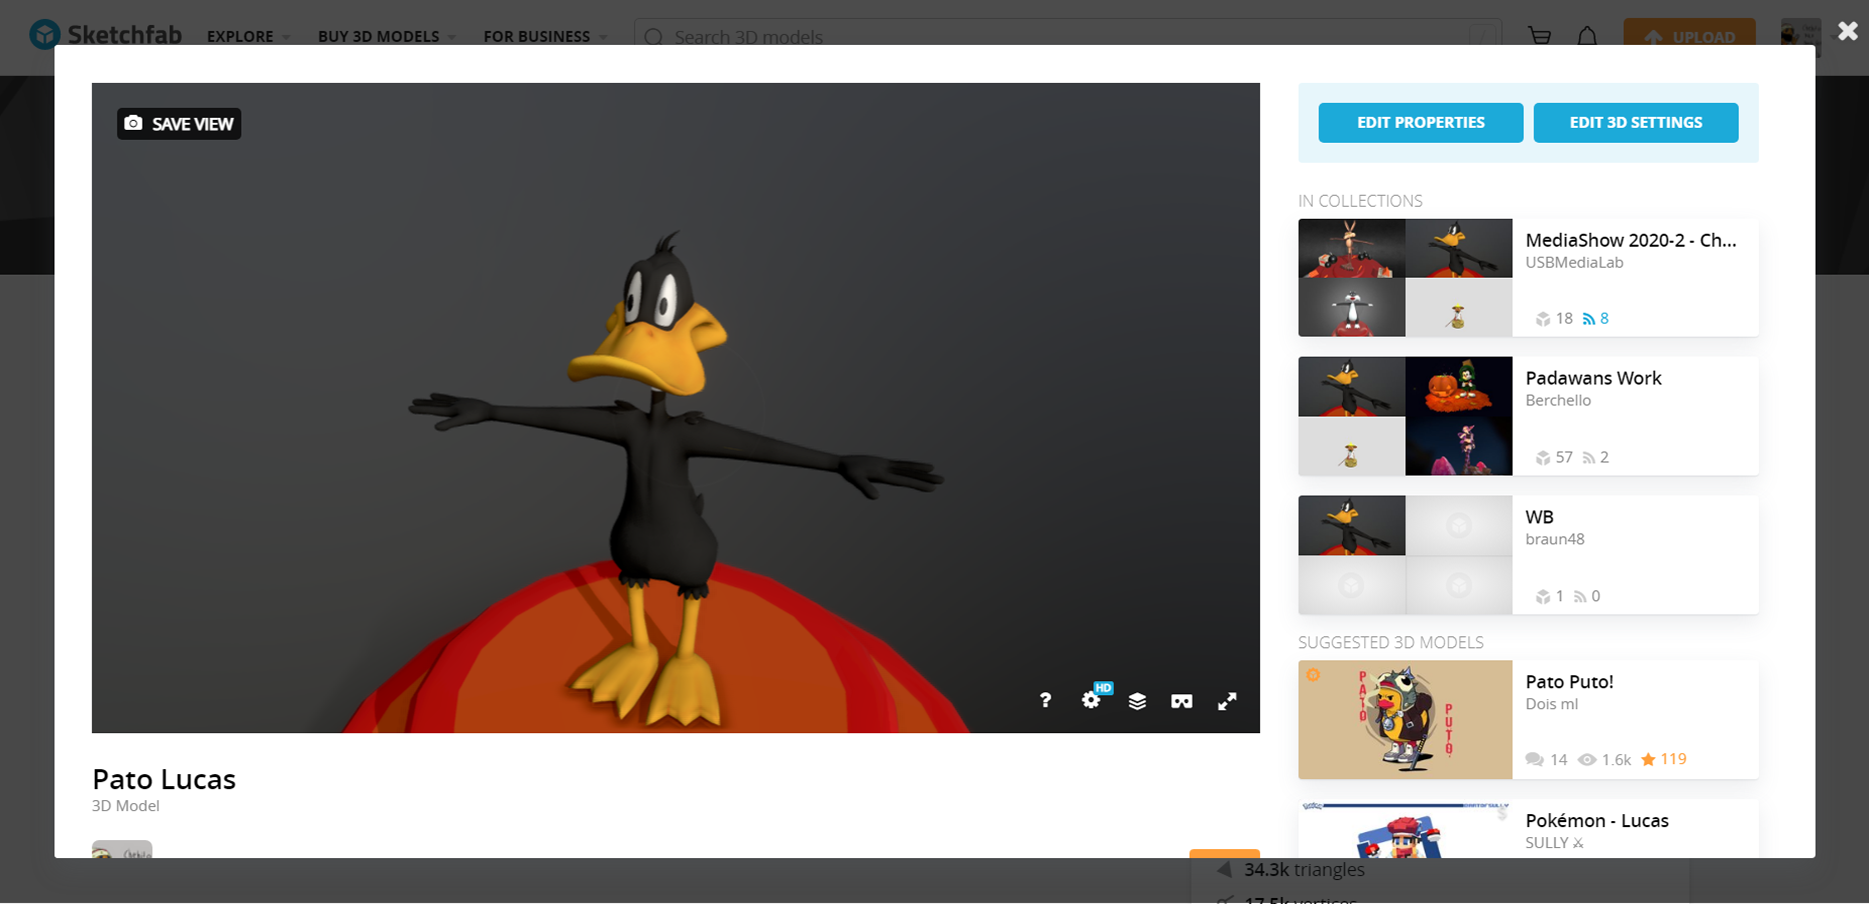 Sketchfab EXPLORE BUY 3D MODELS FOR BUSINESS Search 3D models / UPLOAD
SAVE VIEW
HD
Pato Lucas
3D Model
EDIT PROPERTIES EDIT 3D SETTINGS
IN COLLECTIONS
MediaShow 2020-2 - Ch...
USBMediaLab
18 8
Padawans Work
Berchello
57 2
WB
braun48
1 0
SUGGESTED 3D MODELS
PATO
PUTO
Pato Puto!
Dois ml
14 1.6k 119
Pokémon - Lucas
SULLY ⚔
34.3k triangles
17.5k vertices